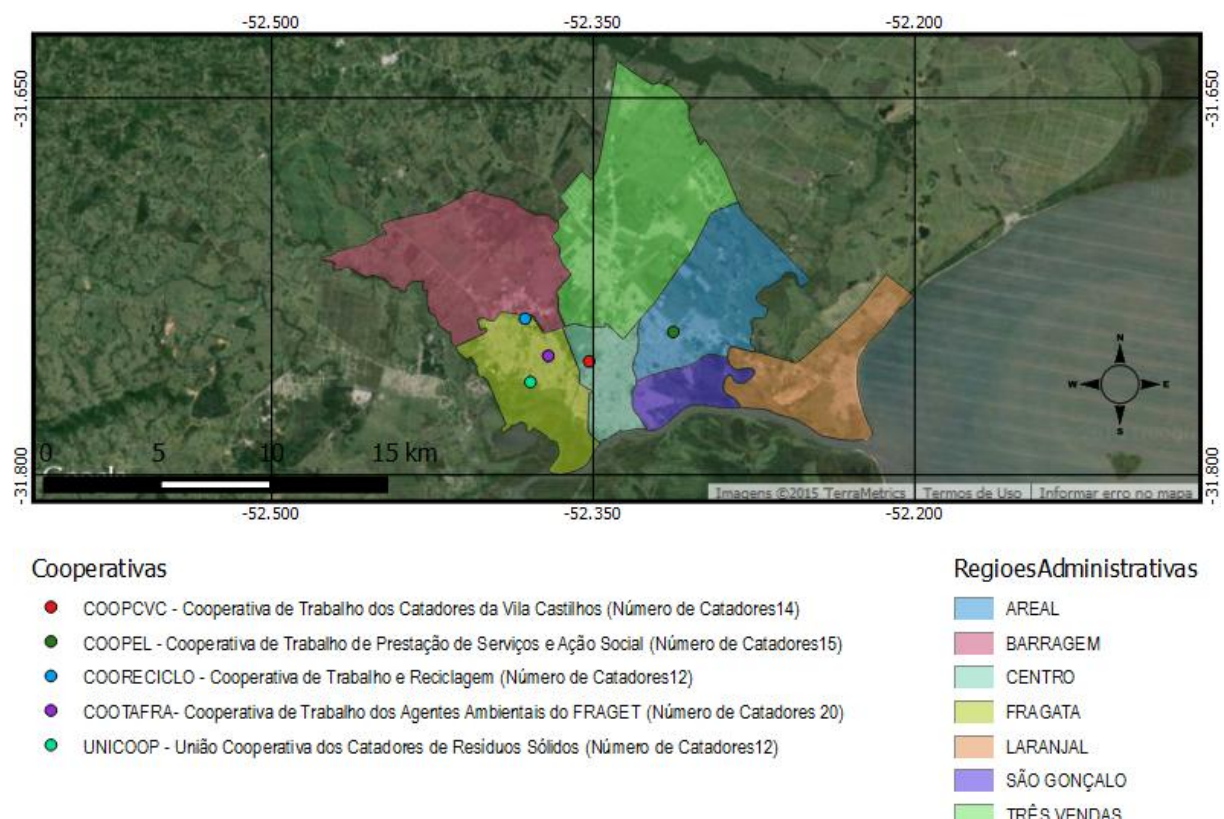 -52.500 -52.350 -52.200
-31.650 -31.650
N
W E
S
0 5 10 15 km
-31.800 -31.800
Imagens ©2015 TerraMetrics Termos de Uso Informar erro no mapa
-52.500 -52.350 -52.200
Cooperativas
COOPCVC - Cooperativa de Trabalho dos Catadores da Vila Castilhos (Número de Catadores14)
COOPEL - Cooperativa de Trabalho de Prestação de Serviços e Ação Social (Número de Catadores15)
COORECICLO - Cooperativa de Trabalho e Reciclagem (Número de Catadores12)
COOTAFRA- Cooperativa de Trabalho dos Agentes Ambientais do FRAGET (Número de Catadores 20)
UNICOOP - União Cooperativa dos Catadores de Resíduos Sólidos (Número de Catadores12)
RegioesAdministrativas
AREAL
BARRAGEM
CENTRO
FRAGATA
LARANJAL
SÃO GONÇALO
TRÊS VENDAS